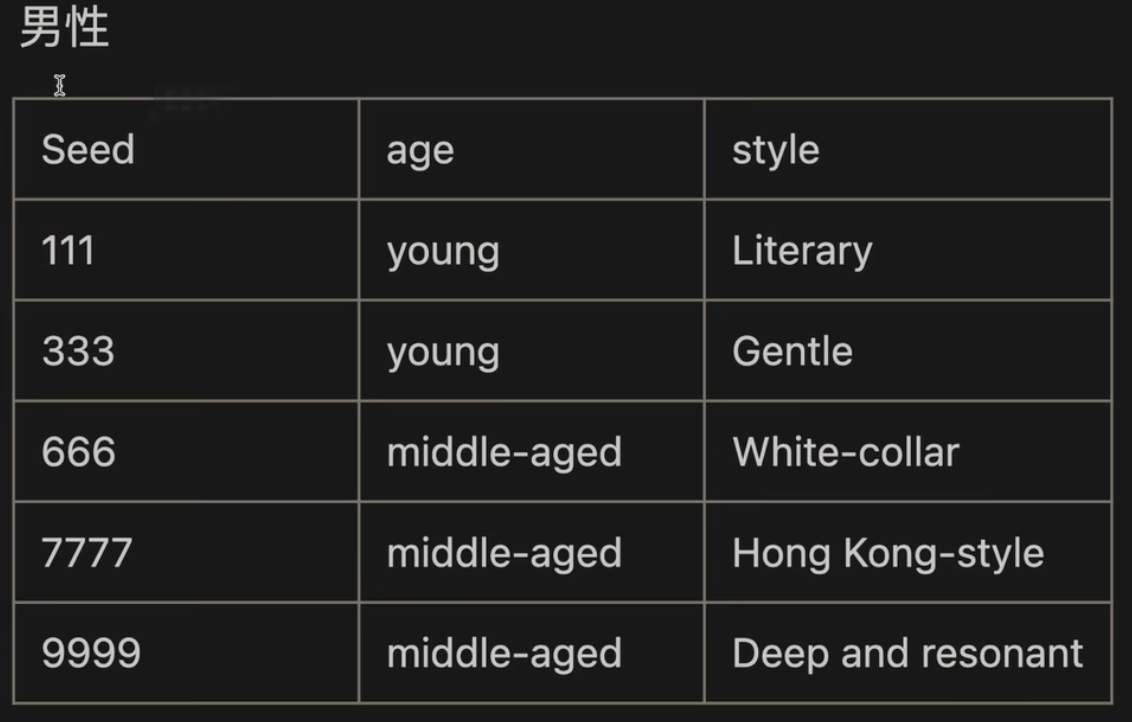 男性
Seed age style
111 young Literary
333 young Gentle
666 middle-aged White-collar
7777 middle-aged Hong Kong-style
9999 middle-aged Deep and resonant